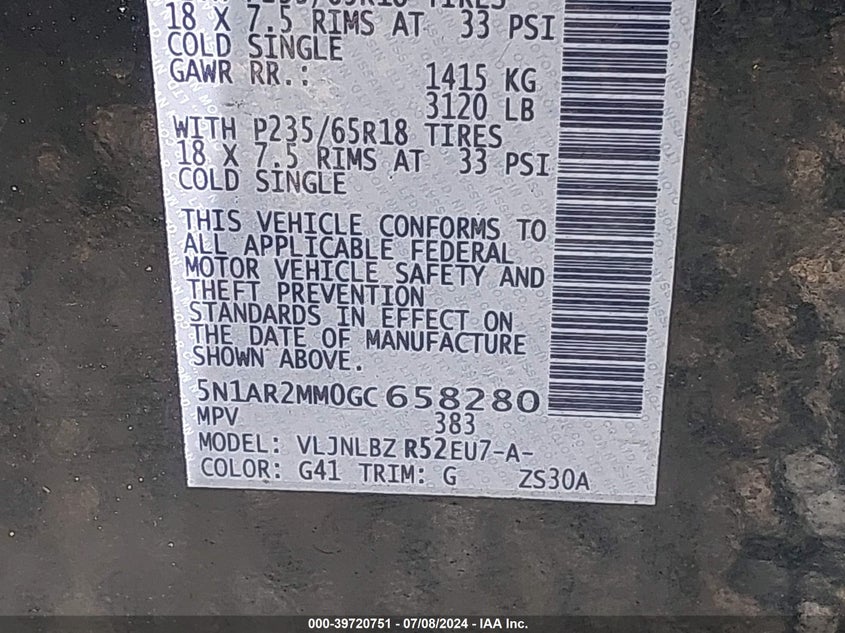 P235/65R18 TIRES
18 X 7.5 RIMS AT 33 PSI
COLD SINGLE
GAWR RR.: 1415 KG
3120 LB
WITH P235/65R18 TIRES
18 X 7.5 RIMS AT 33 PSI
COLD SINGLE
THIS VEHICLE CONFORMS TO
ALL APPLICABLE FEDERAL
MOTOR VEHICLE SAFETY AND
THEFT PREVENTION
STANDARDS IN EFFECT ON
THE DATE OF MANUFACTURE
SHOWN ABOVE.
5N1AR2MM0GC658280
MPV 383
MODEL: VLJNLBZ R52EU7-A-
COLOR: G41 TRIM: G ZS30A
000-39720751 / 07/08/2024 - IAA Inc.